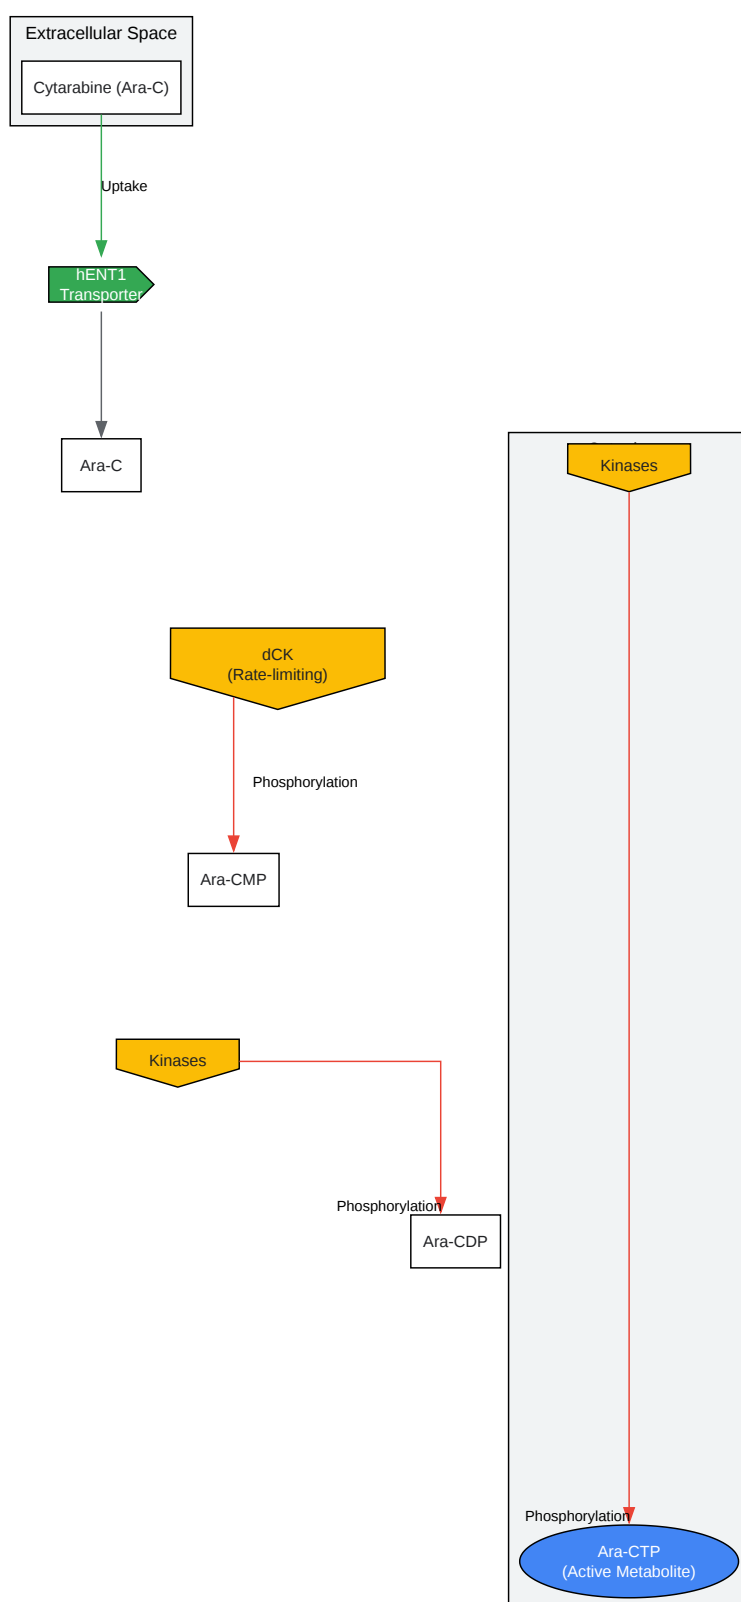 Extracellular Space
Cytarabine (Ara-C)
Uptake
hENT1
Transporter
Ara-C
Kinases
dCK
(Rate-limiting)
Phosphorylation
Ara-CMP
Kinases
Phosphorylation
Ara-CDP
Phosphorylation
Ara-CTP
(Active Metabolite)